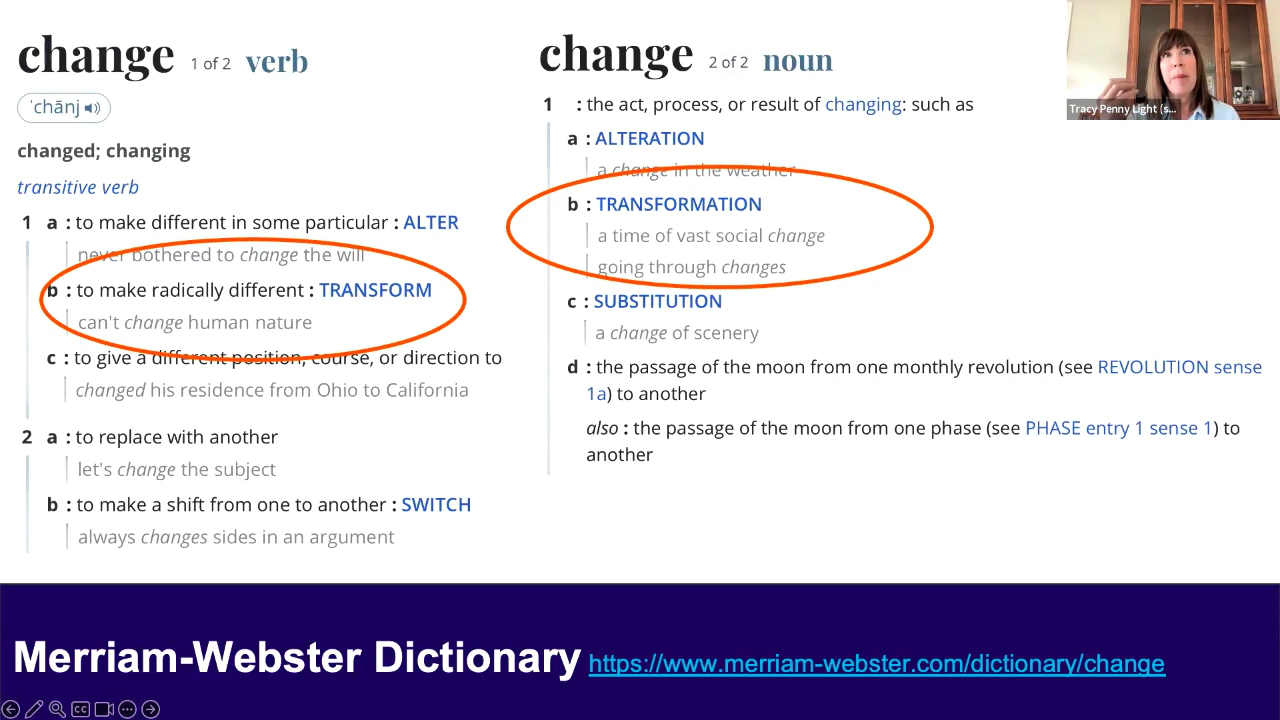 change 1 of 2 verb
ˈchānj
changed; changing
transitive verb
1 a : to make different in some particular : ALTER
never bothered to change the will
b : to make radically different : TRANSFORM
can't change human nature
c : to give a different position, course, or direction to
changed his residence from Ohio to California
2 a : to replace with another
let's change the subject
b : to make a shift from one to another : SWITCH
always changes sides in an argument
change 2 of 2 noun
1 : the act, process, or result of changing: such as
a : ALTERATION
a change in the weather
b : TRANSFORMATION
a time of vast social change
going through changes
c : SUBSTITUTION
a change of scenery
d : the passage of the moon from one monthly revolution (see REVOLUTION sense
1a) to another
also : the passage of the moon from one phase (see PHASE entry 1 sense 1) to
another
Tracy Penny Light (s...
Merriam-Webster Dictionary https://www.merriam-webster.com/dictionary/change
CC